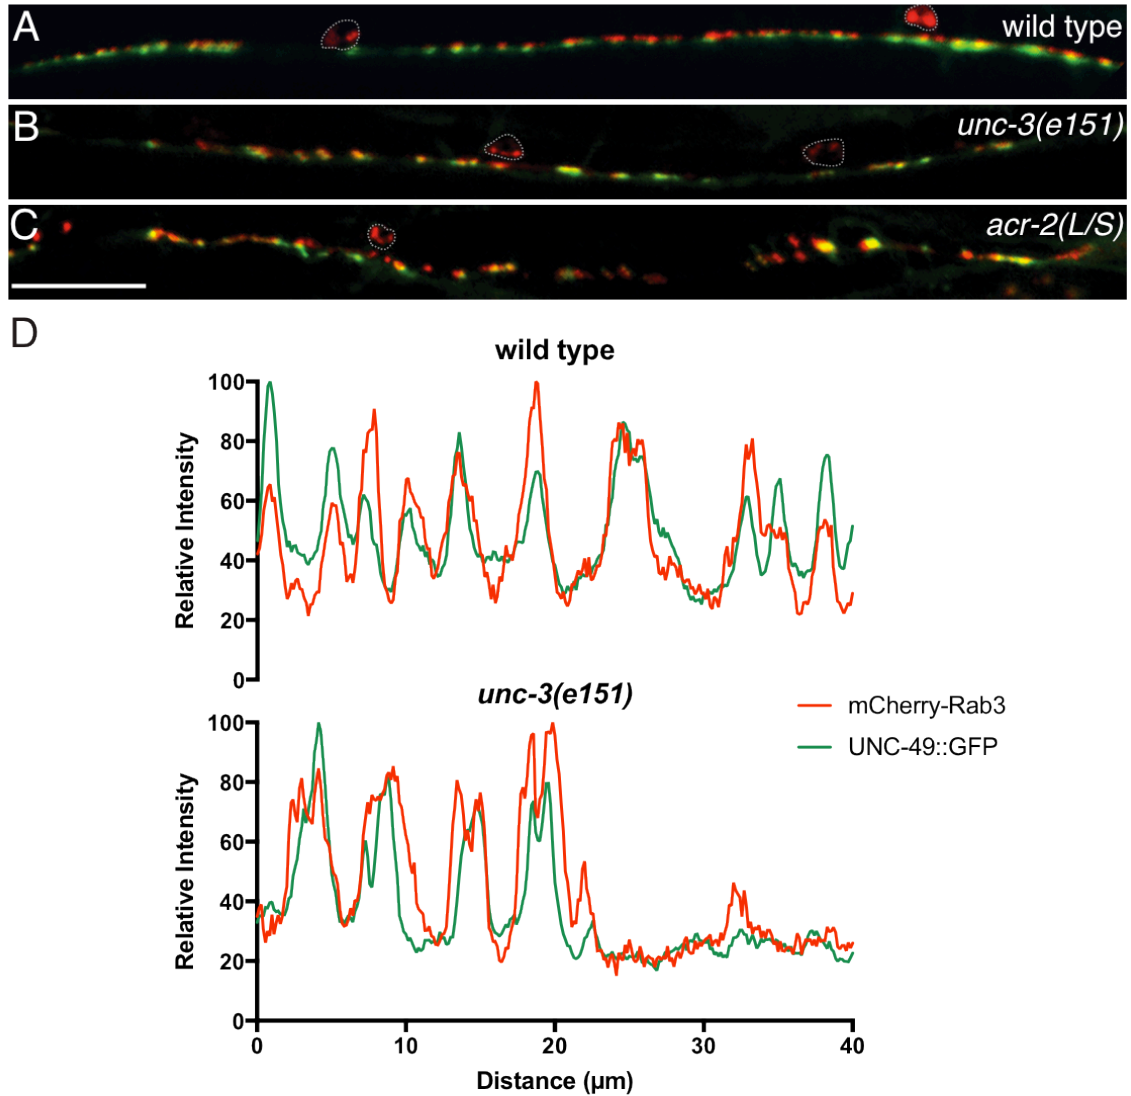 A
wild type
B
unc-3(e151)
C
acr-2(L/S)
D
wild type
100
80
60
40
20
0
Relative Intensity
unc-3(e151)
mCherry-Rab3
UNC-49::GFP
100
80
60
40
20
0
Relative Intensity
0 10 20 30 40
Distance (μm)